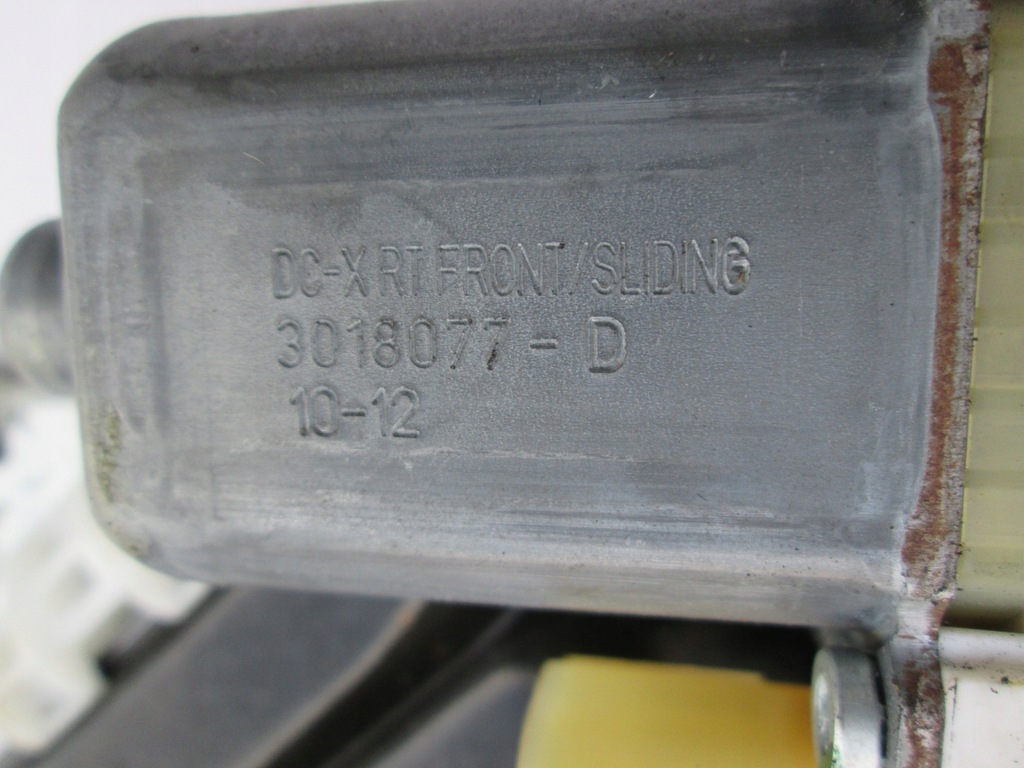 DC-X RT FRONT/SLIDING
3018077-D
10-12